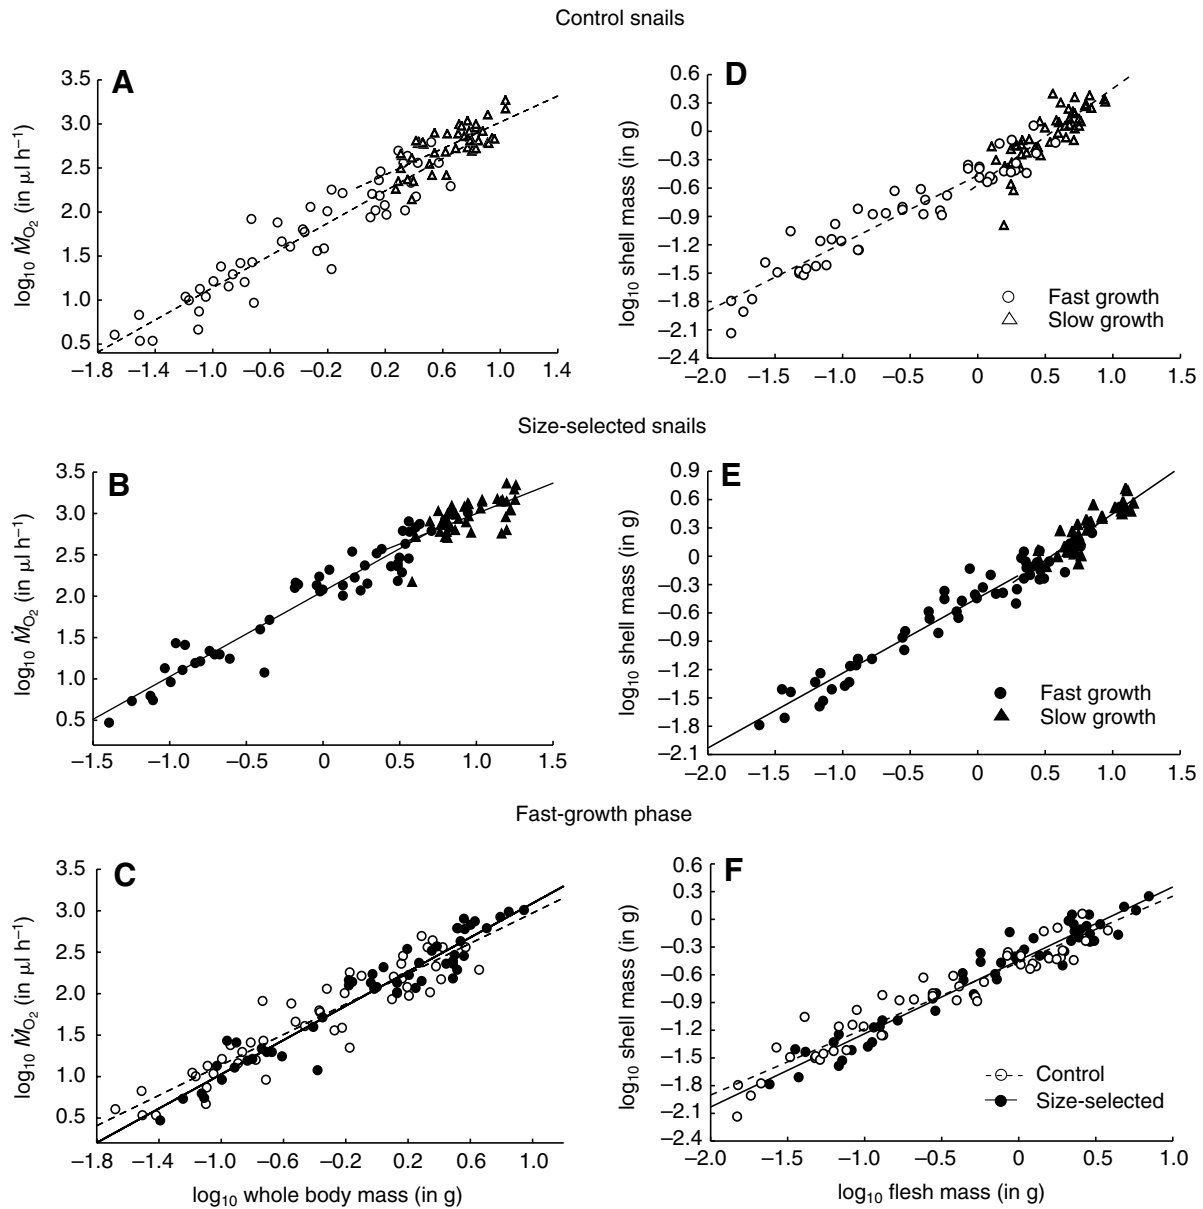 Control snails
A
log10 ṀO2 (in µl h–1)
3.5
3.0
2.5
2.0
1.5
1.0
0.5
–1.8 –1.4 –1.0 –0.6 –0.2 0.2 0.6 1.0 1.4
D
log10 shell mass (in g)
0.6
0.3
0
–0.3
–0.6
–0.9
–1.2
–1.5
–1.8
–2.1
–2.4
Fast growth
Slow growth
–2.0 –1.5 –1.0 –0.5 0 0.5 1.0 1.5
Size-selected snails
B
log10 ṀO2 (in µl h–1)
3.5
3.0
2.5
2.0
1.5
1.0
0.5
–1.5 –1.0 –0.5 0 0.5 1.0 1.5
E
log10 shell mass (in g)
0.9
0.6
0.3
0
–0.3
–0.6
–0.9
–1.2
–1.5
–1.8
–2.1
Fast growth
Slow growth
–2.0 –1.5 –1.0 –0.5 0 0.5 1.0 1.5
Fast-growth phase
C
log10 ṀO2 (in µl h–1)
3.5
3.0
2.5
2.0
1.5
1.0
0.5
–1.8 –1.4 –1.0 –0.6 –0.2 0.2 0.6 1.0
log10 whole body mass (in g)
F
log10 shell mass (in g)
0.6
0.3
0
–0.3
–0.6
–0.9
–1.2
–1.5
–1.8
–2.1
–2.4
Control
Size-selected
–2.0 –1.5 –1.0 –0.5 0 0.5 1.0
log10 flesh mass (in g)